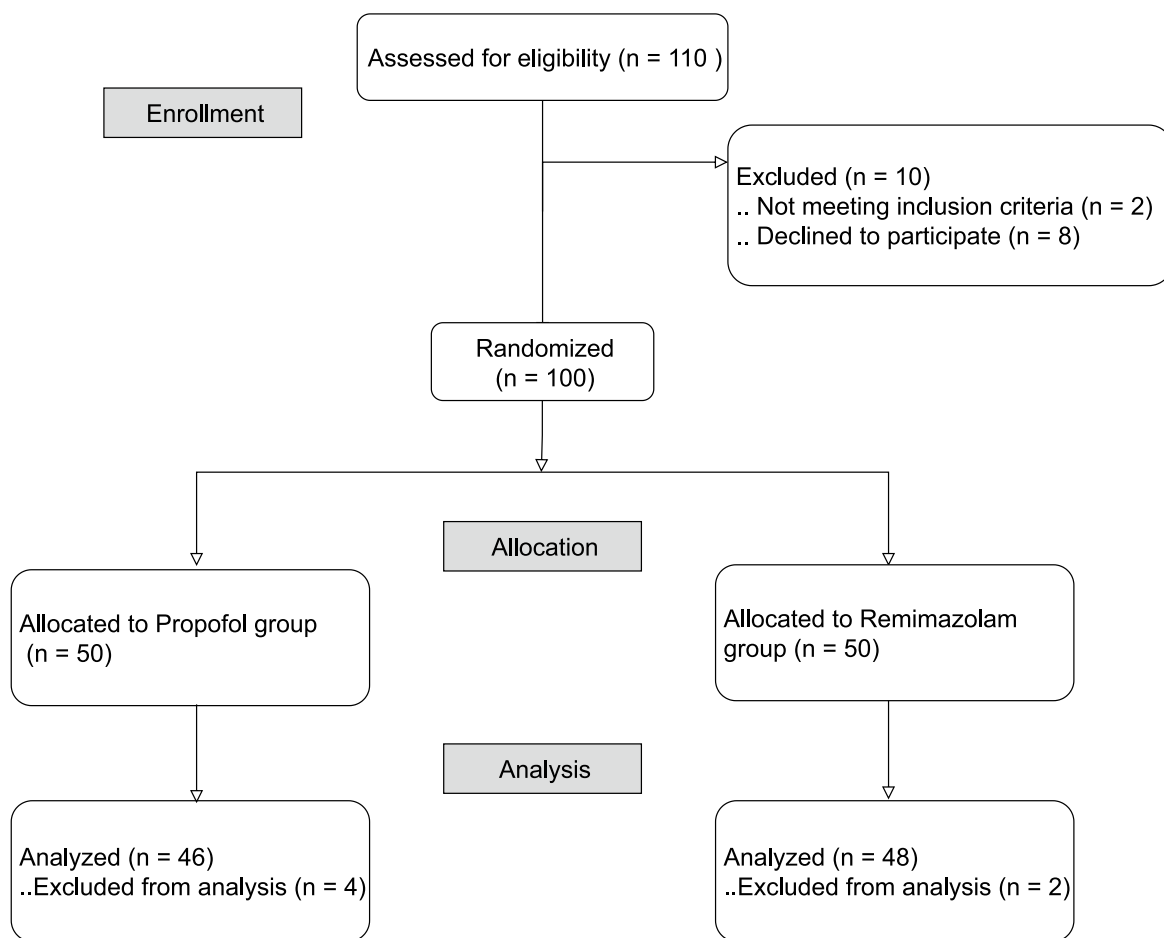 Assessed for eligibility (n = 110 )
Enrollment
Excluded (n = 10)
.. Not meeting inclusion criteria (n = 2)
.. Declined to participate (n = 8)
Randomized
(n = 100)
Allocation
Allocated to Propofol group
(n = 50)
Allocated to Remimazolam
group (n = 50)
Analysis
Analyzed (n = 46)
..Excluded from analysis (n = 4)
Analyzed (n = 48)
..Excluded from analysis (n = 2)